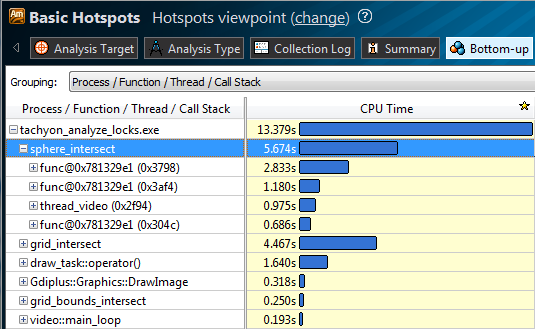 Am Basic Hotspots Hotspots viewpoint (change) ?
Analysis Target Analysis Type Collection Log Summary Bottom-up
Grouping: Process / Function / Thread / Call Stack
Process / Function / Thread / Call Stack CPU Time
tachyon_analyze_locks.exe 13.379s
sphere_intersect 5.674s
func@0x781329e1 (0x3798) 2.833s
func@0x781329e1 (0x3af4) 1.180s
thread_video (0x2f94) 0.975s
func@0x781329e1 (0x304c) 0.686s
grid_intersect 4.467s
draw_task::operator() 1.640s
Gdiplus::Graphics::DrawImage 0.318s
grid_bounds_intersect 0.250s
video::main_loop 0.193s